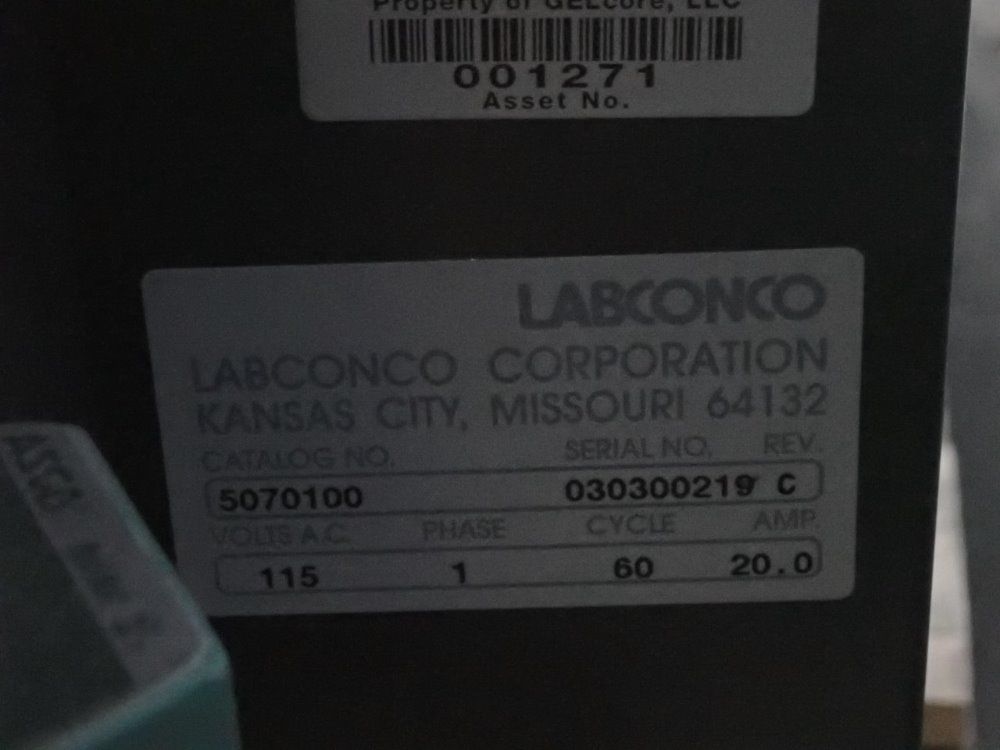 Property of GELcore, LLC
001271
Asset No.
LABCONCO
LABCONCO CORPORATION
KANSAS CITY, MISSOURI 64132
CATALOG NO. SERIAL NO. REV.
5070100 030300219 C
VOLTS A.C. PHASE CYCLE AMP.
115 1 60 20.0
ASCO